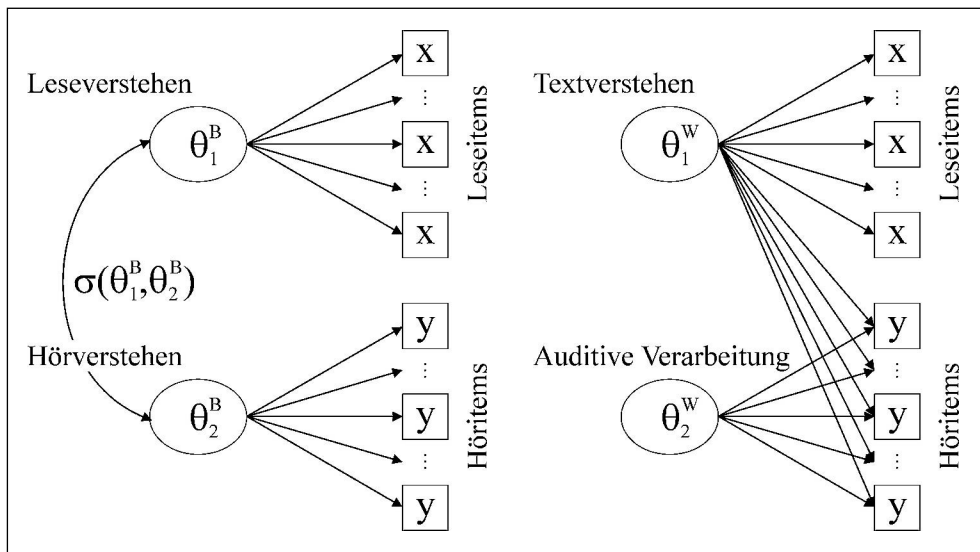 Leseverstehen
θ₁ᴮ
x
⋮
x
⋮
x
Leseitems
σ(θ₁ᴮ,θ₂ᴮ)
Hörverstehen
θ₂ᴮ
y
⋮
y
⋮
y
Höritems
Textverstehen
θ₁ᵂ
x
⋮
x
⋮
x
Leseitems
Auditive Verarbeitung
θ₂ᵂ
y
⋮
y
⋮
y
Höritems